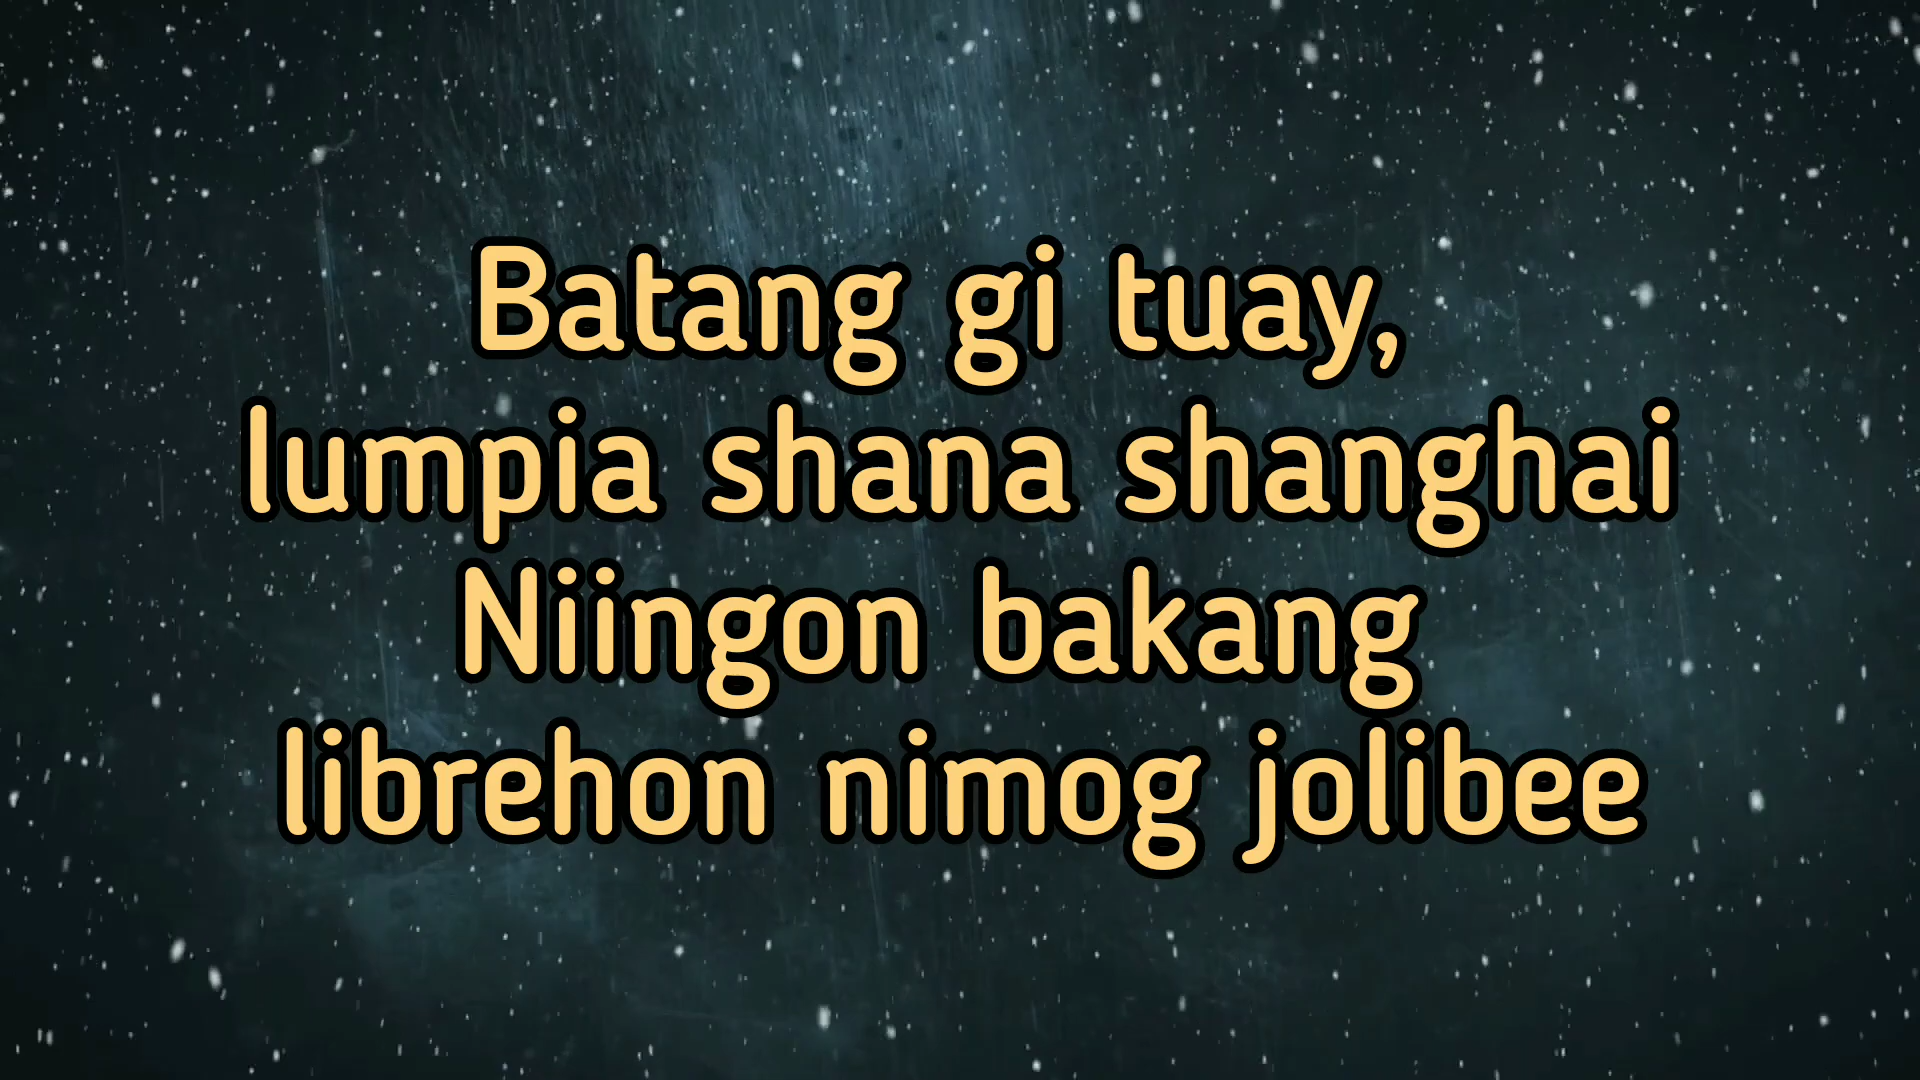 Batang gi tuay,
lumpia shana shanghai
Niingon bakang
librehon nimog jolibee